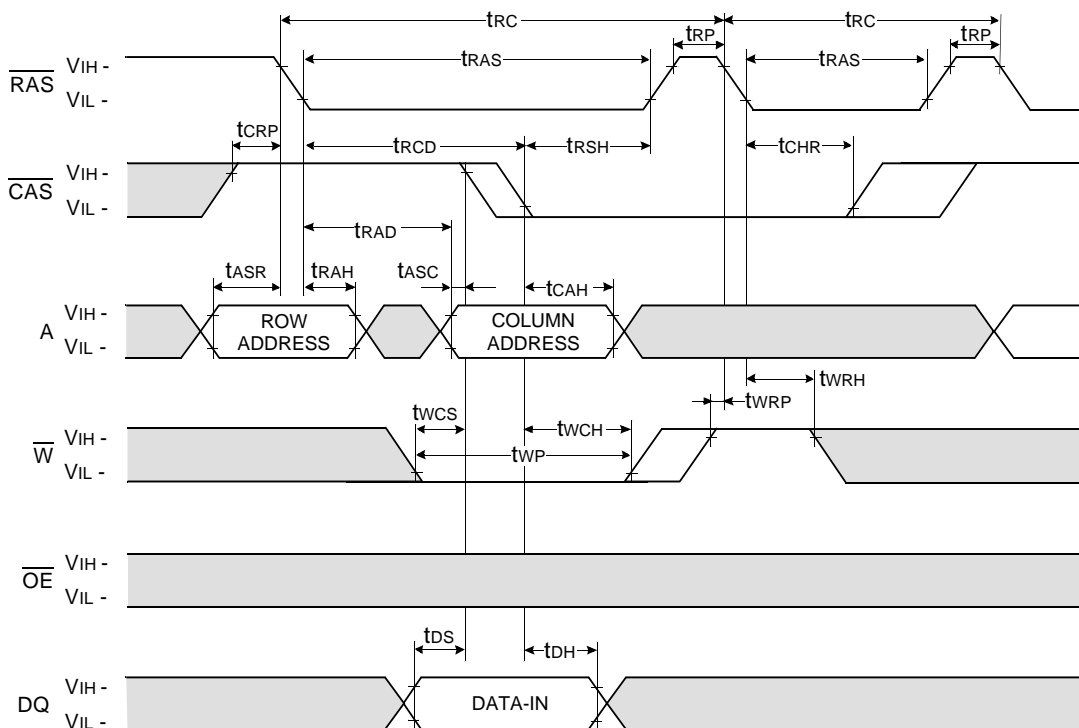 tRC tRC
tRP tRP
RAS VIH - tRAS tRAS
VIL -
tCRP tRCD tRSH tCHR
CAS VIH -
VIL -
tRAD
tASR tRAH tASC tCAH
A VIH - ROW ADDRESS COLUMN ADDRESS
VIL -
tWRH
tWRP
tWCS tWCH
W VIH - tWP
VIL -
OE VIH -
VIL -
tDS tDH
DQ VIH - DATA-IN
VIL -